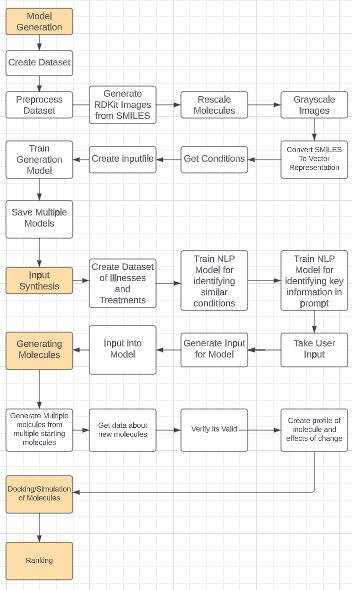 Model
Generation
Create Dataset
Preprocess
Dataset
Generate
RDKit Images
from SMILES
Rescale
Molecules
Grayscale
Images
Train
Generation
Model
Create inputfile
Get Conditions
Convert SMILES
To Vector
Representation
Save Multiple
Models
Input
Synthesis
Create Dataset
of Illnesses
and
Treatments
Train NLP
Model for
identifying
similar
conditions
Train NLP
Model for
identifying key
information in
prompt
Generating
Molecules
Input into
Model
Generate Input
for Model
Take User
Input
Generate Multiple
molcules from
multiple starting
molecules
Get data about
new molecules
Verify Its Valid
Create profile of
molecule and
effects of change
Docking/Simulation
of Molecules
Ranking